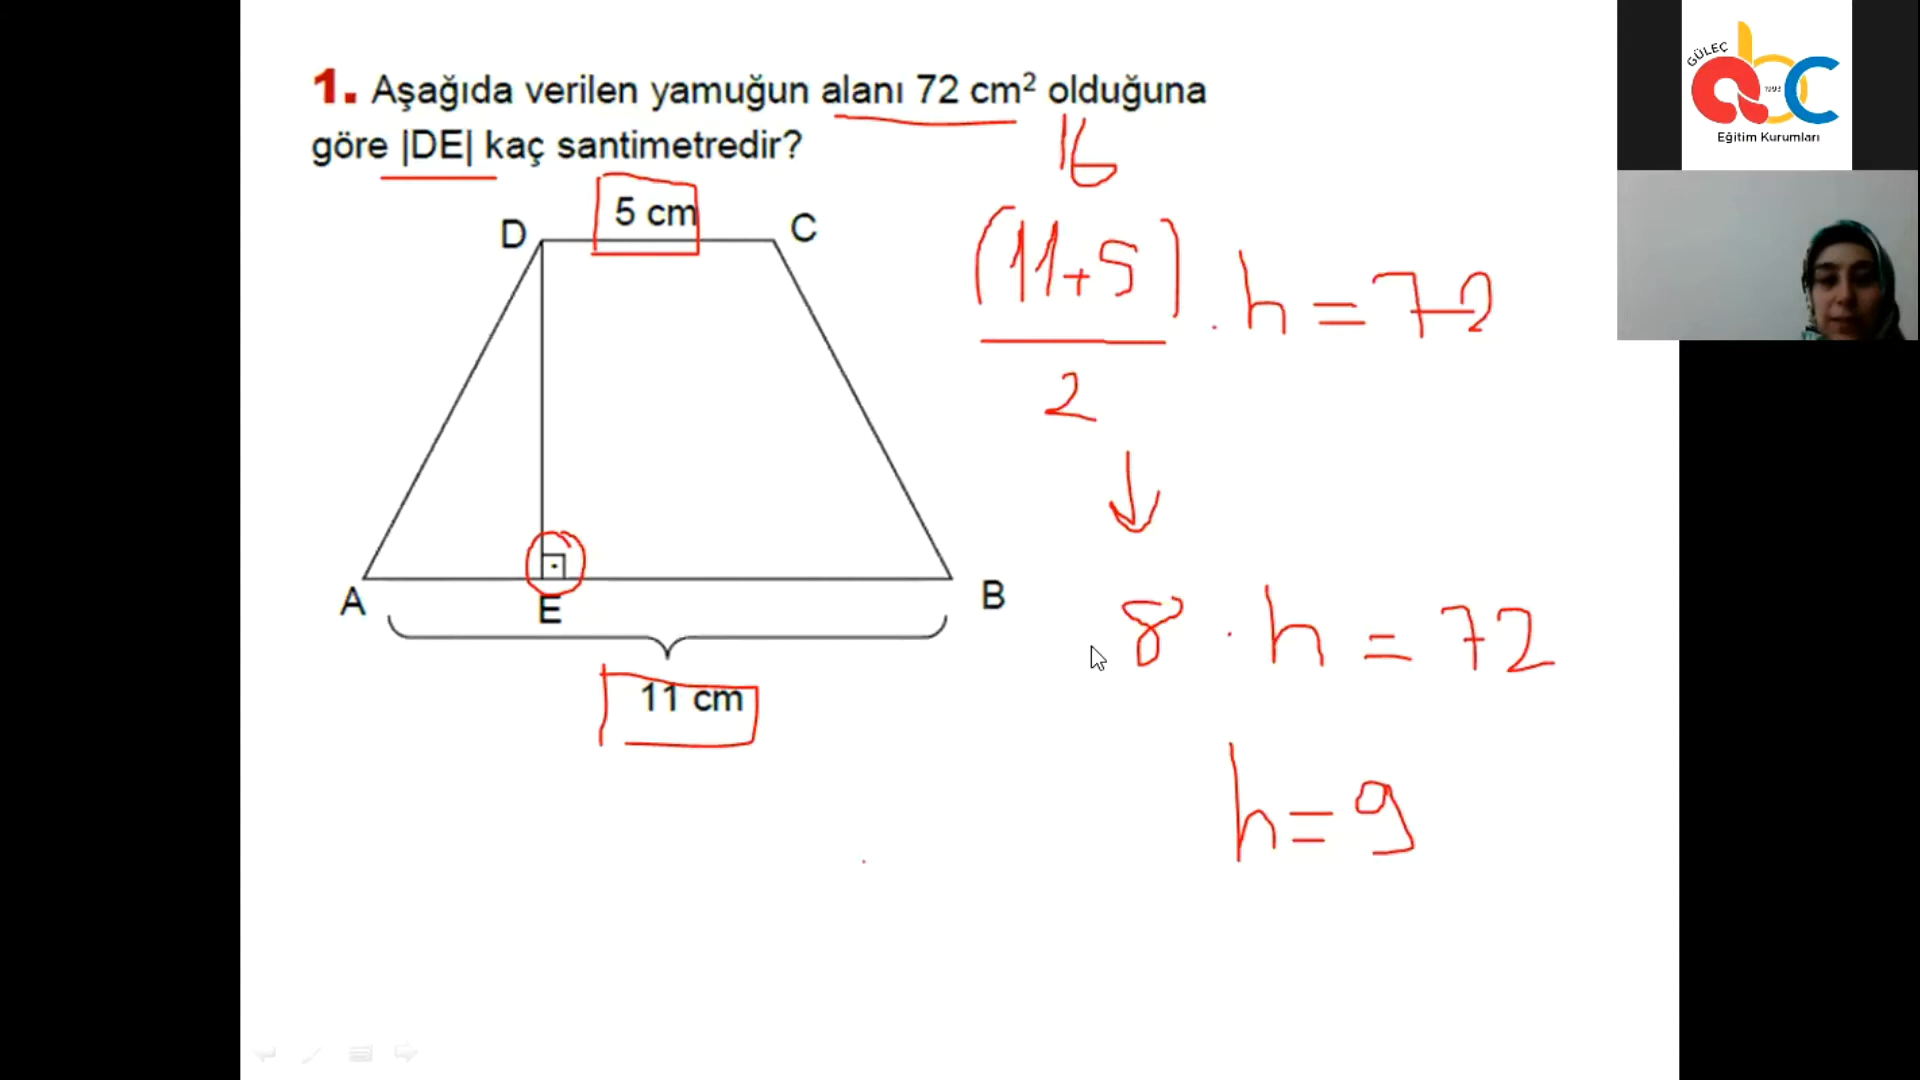 1. Aşağıda verilen yamuğun alanı 72 cm² olduğuna
göre |DE| kaç santimetredir?
5 cm
D
C
A
E
B
11 cm
16
(11+5)
2
. h = 72
8 . h = 72
h = 9
GÜLEÇ
abc
1993
Eğitim Kurumları